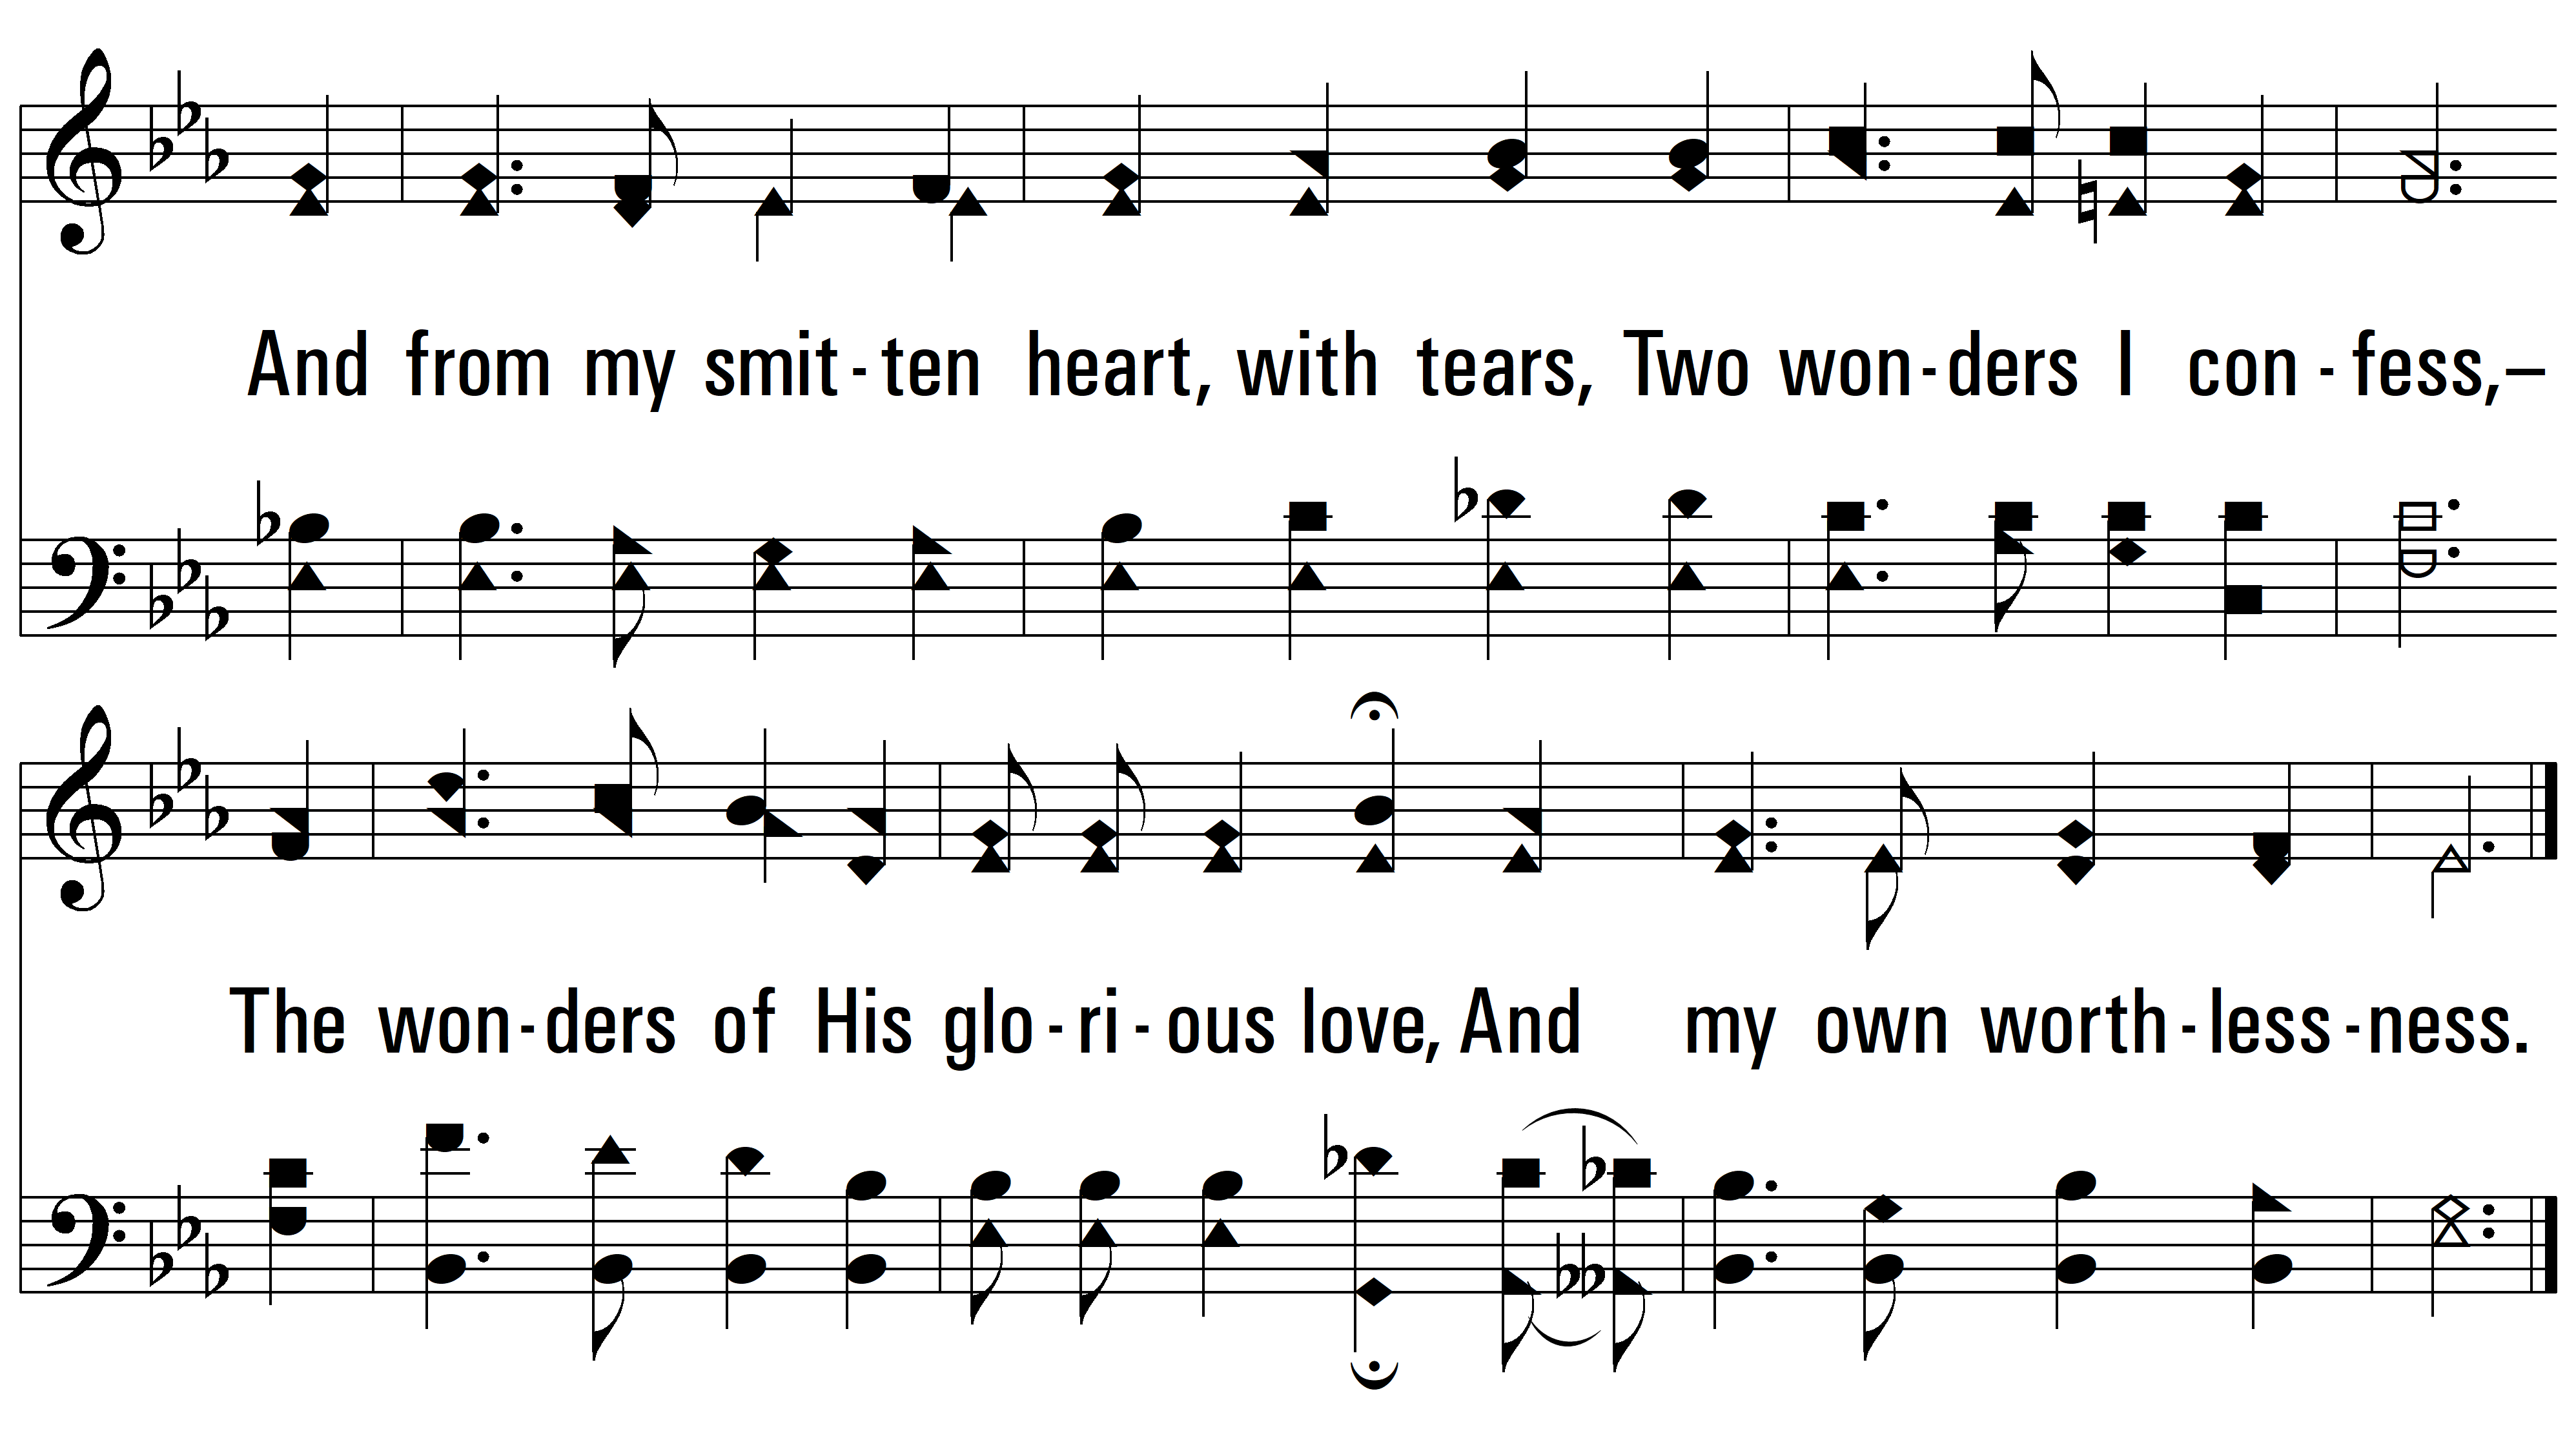 And from my smit-ten heart, with tears, Two won-ders I con-fess,–
The won-ders of His glo-ri-ous love, And my own worth-less-ness.